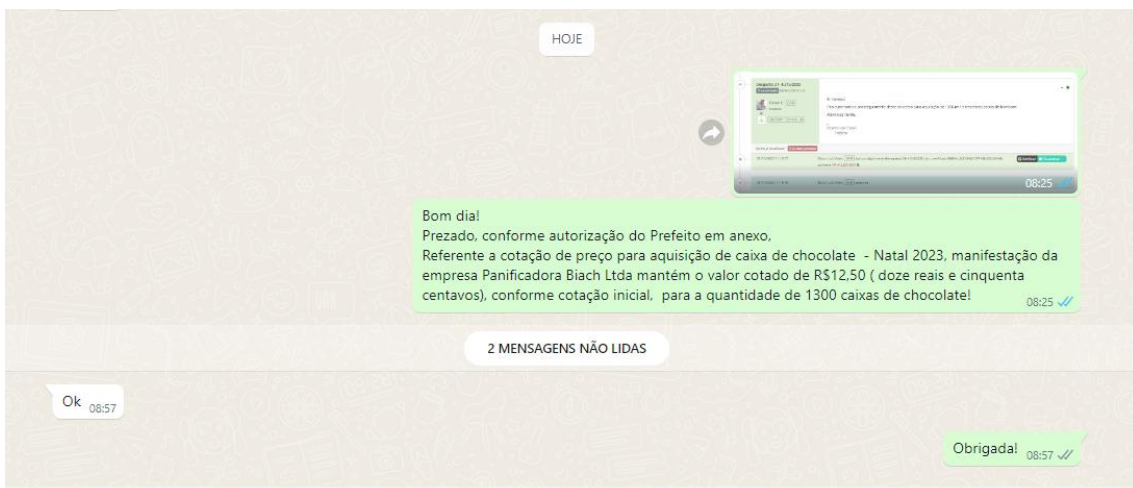 HOJE
08:25
Bom dia!
Prezado, conforme autorização do Prefeito em anexo,
Referente a cotação de preço para aquisição de caixa de chocolate - Natal 2023, manifestação da
empresa Panificadora Biach Ltda mantém o valor cotado de R$12,50 ( doze reais e cinquenta
centavos), conforme cotação inicial, para a quantidade de 1300 caixas de chocolate!
08:25
2 MENSAGENS NÃO LIDAS
Ok 08:57
Obrigada! 08:57